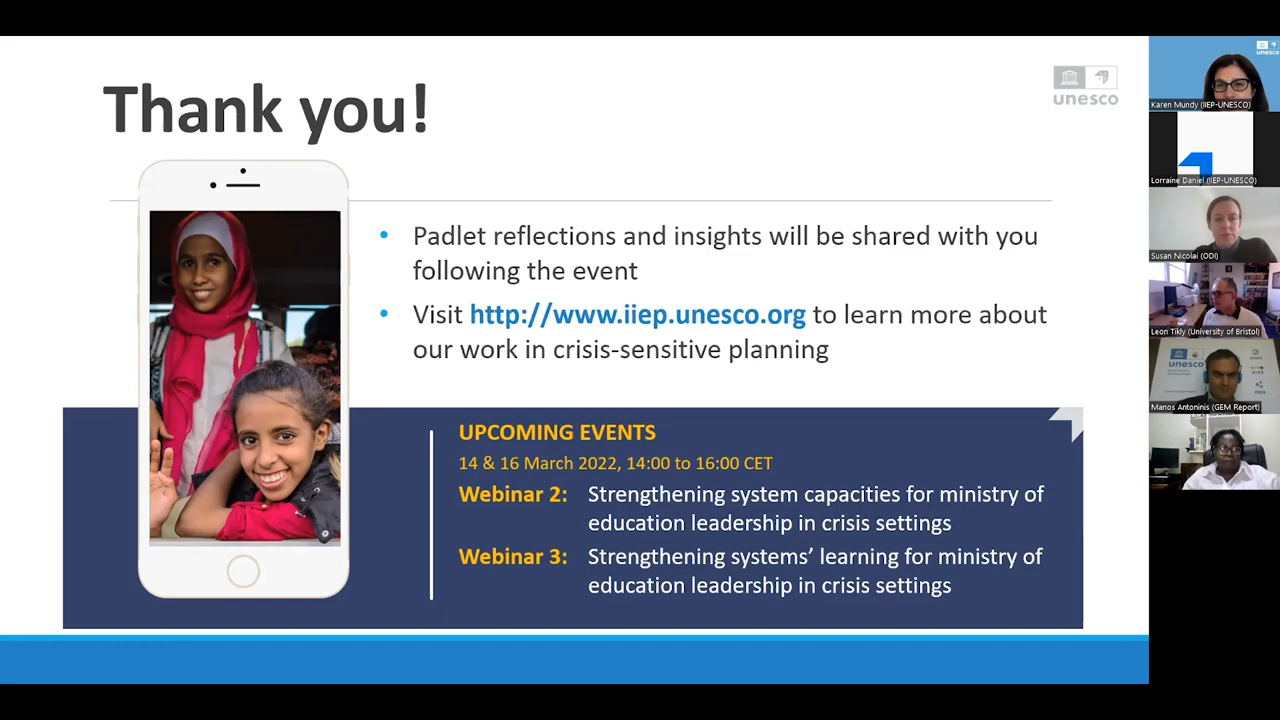 Thank you!
unesco
Padlet reflections and insights will be shared with you
following the event
Visit http://www.iiep.unesco.org to learn more about
our work in crisis-sensitive planning
UPCOMING EVENTS
14 & 16 March 2022, 14:00 to 16:00 CET
Webinar 2: Strengthening system capacities for ministry of
education leadership in crisis settings
Webinar 3: Strengthening systems’ learning for ministry of
education leadership in crisis settings
unesco
Karen Mundy (IIEP-UNESCO)
Lorraine Daniel (IIEP-UNESCO)
Susan Nicolai (ODI)
Leon Tikly (University of Bristol)
unesco
Manos Antoninis (GEM Report)